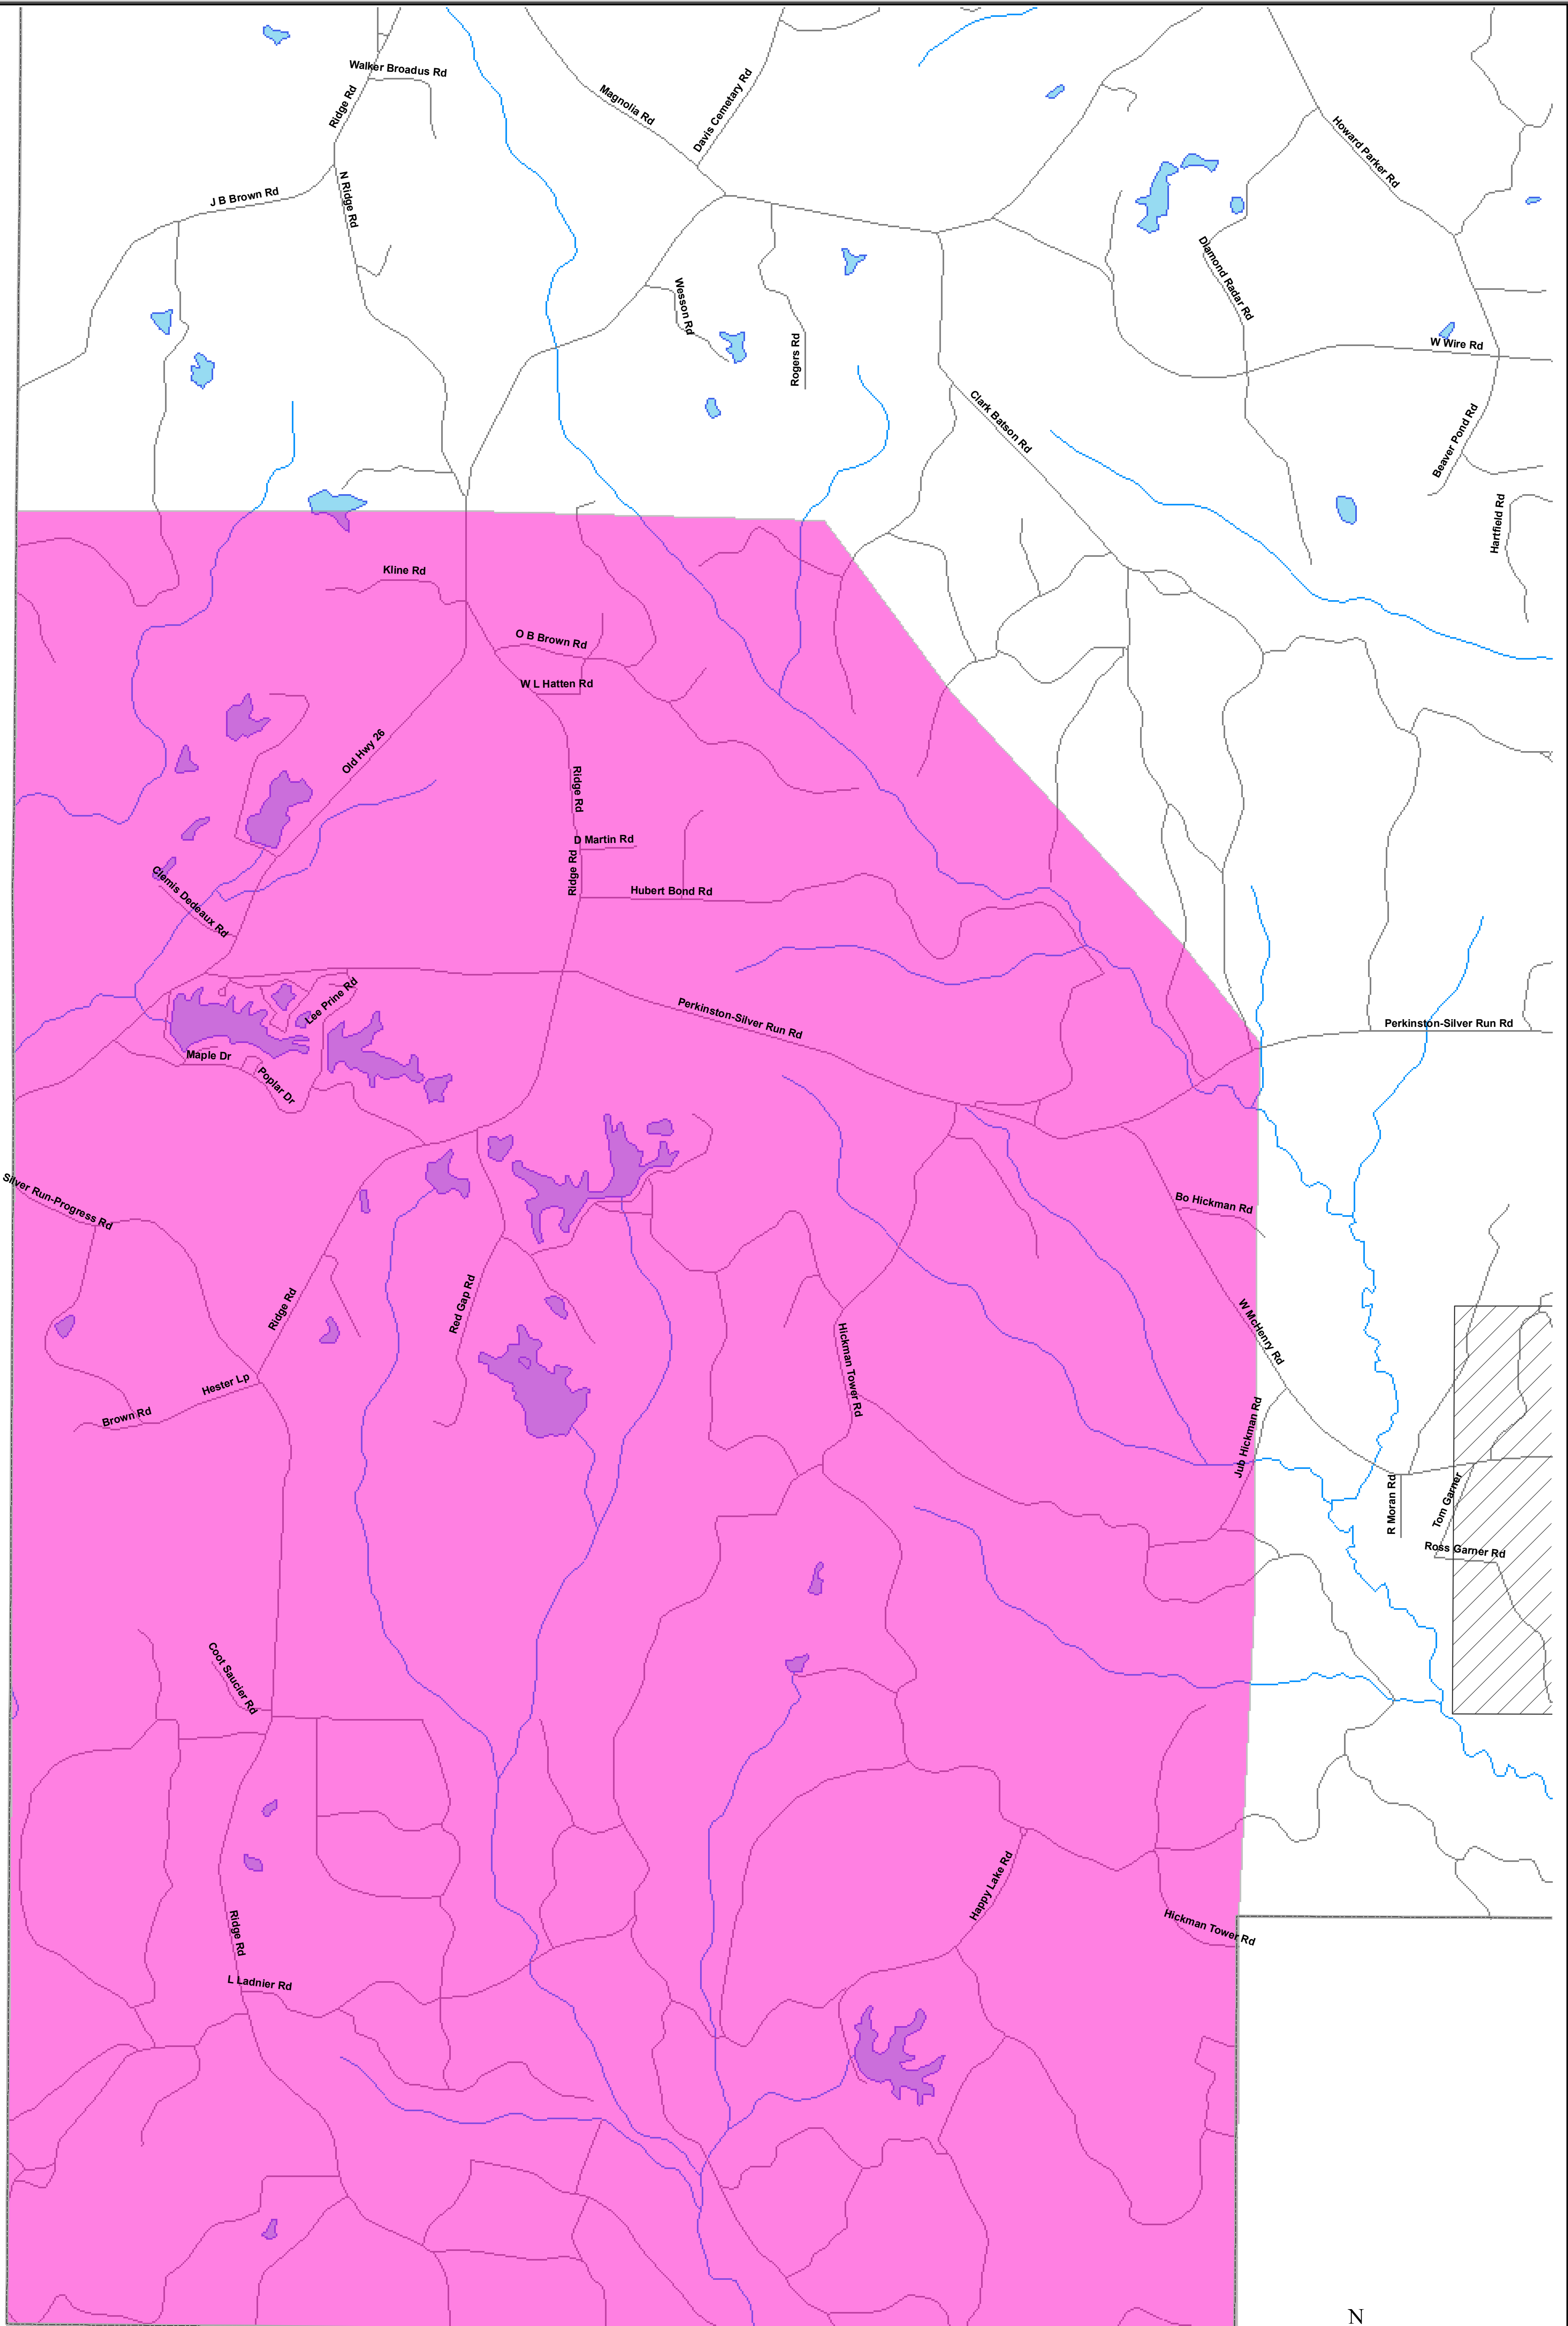 Walker Broadus Rd
Ridge Rd
Magnolia Rd
Davis Cemetary Rd
Howard Parker Rd
J B Brown Rd
N Ridge Rd
Diamond Radar Rd
Wesson Rd
Rogers Rd
W Wire Rd
Clark Batson Rd
Beaver Pond Rd
Hartfield Rd
Kline Rd
O B Brown Rd
W L Hatten Rd
Old Hwy 26
Ridge Rd
D Martin Rd
Ridge Rd
Hubert Bond Rd
Clemis Dedeaux Rd
Lee Prine Rd
Perkinston-Silver Run Rd
Perkinston-Silver Run Rd
Maple Dr
Poplar Dr
Silver Run-Progress Rd
Bo Hickman Rd
Ridge Rd
Red Gap Rd
Hickman Tower Rd
W McHenry Rd
Hester Lp
Brown Rd
Jub Hickman Rd
R Moran Rd
Tom Garner
Ross Garner Rd
Coot Saucier Rd
Happy Lake Rd
Ridge Rd
Hickman Tower Rd
L Ladnier Rd
N